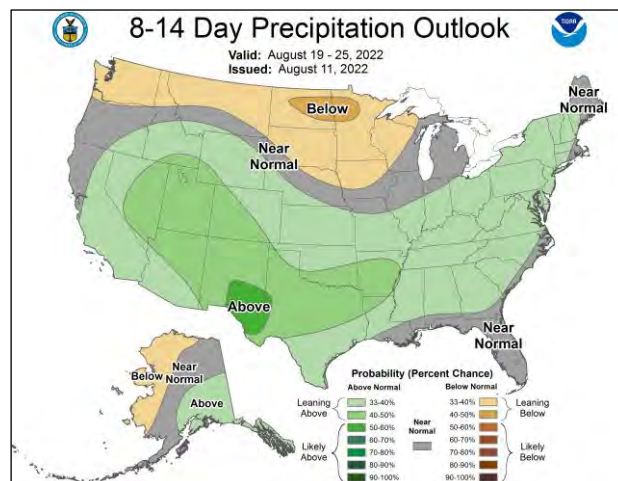 NOAA
8-14 Day Precipitation Outlook
Valid: August 19 - 25, 2022
Issued: August 11, 2022
Below
Near
Normal
Near
Normal
Above
Near
Normal
Below
Near
Normal
Above
Probability (Percent Chance)
Above Normal
Below Normal
Leaning
Above
33-40%
40-50%
Likely
Above
50-60%
60-70%
70-80%
80-90%
90-100%
Near
Normal
33-40%
40-50%
Leaning
Below
50-60%
60-70%
70-80%
80-90%
90-100%
Likely
Below